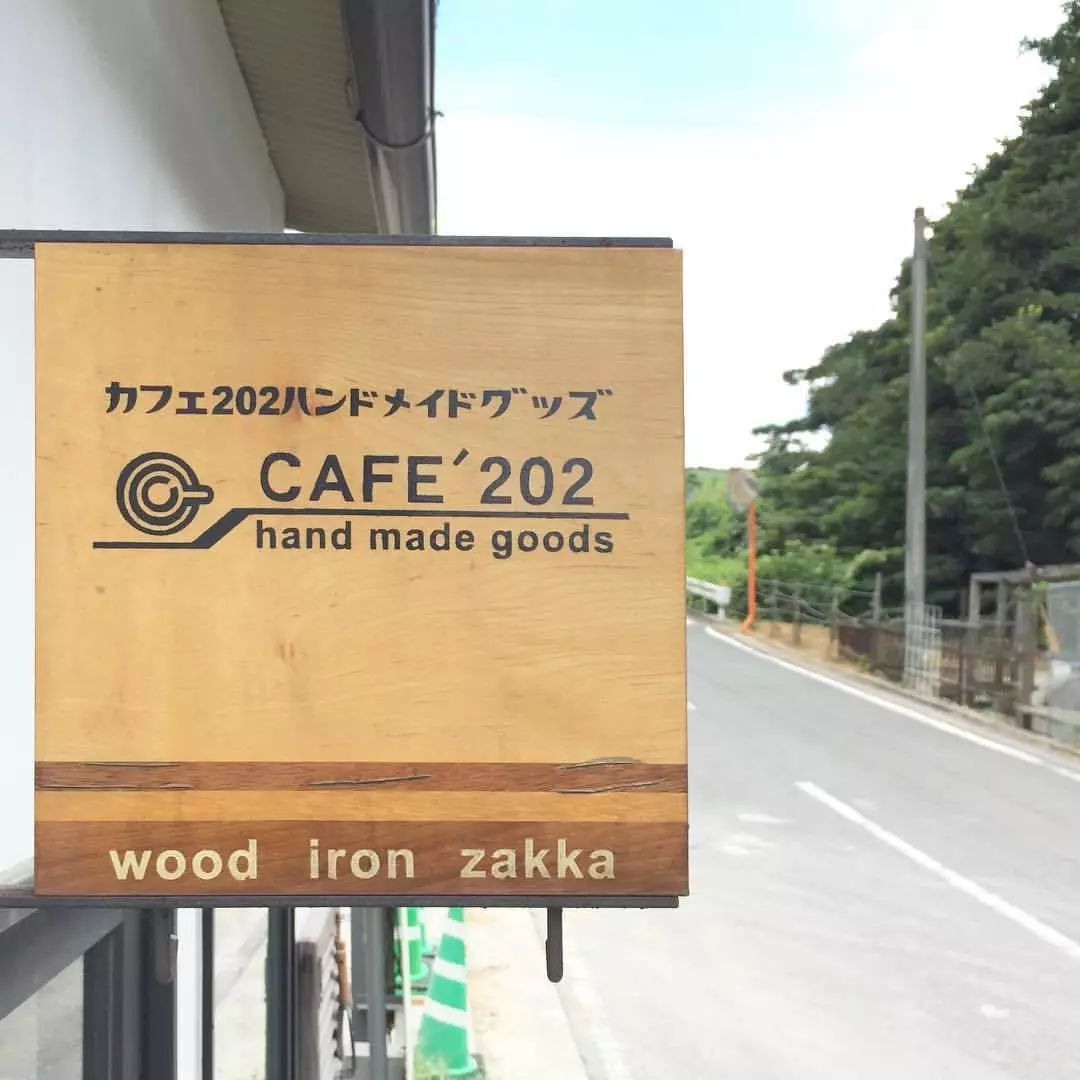 カフェ202ハンドメイドグッズ
CAFE´202
hand made goods
wood iron zakka